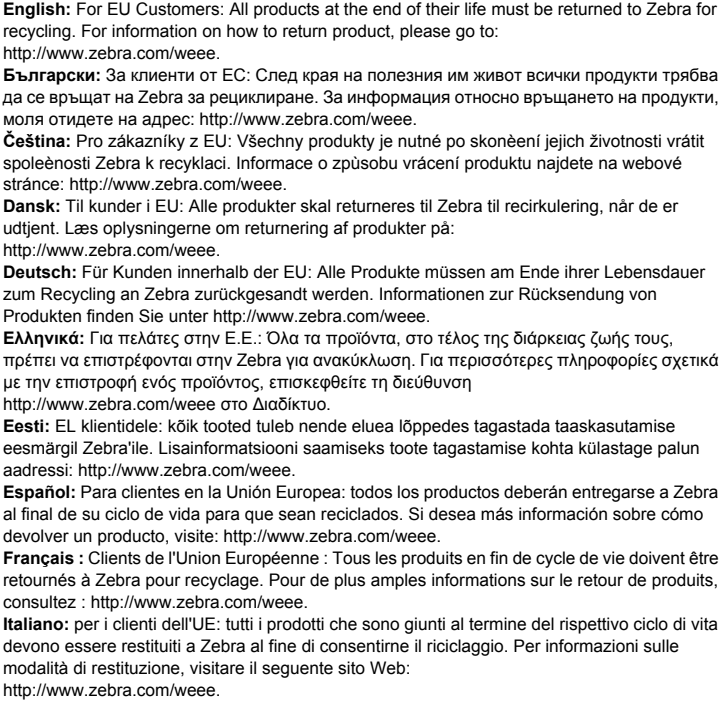 English: For EU Customers: All products at the end of their life must be returned to Zebra for
recycling. For information on how to return product, please go to:
http://www.zebra.com/weee.
Български: За клиенти от ЕС: След края на полезния им живот всички продукти трябва
да се връщат на Zebra за рециклиране. За информация относно връщането на продукти,
моля отидете на адрес: http://www.zebra.com/weee.
Čeština: Pro zákazníky z EU: Všechny produkty je nutné po skonèení jejich životnosti vrátit
spoleènosti Zebra k recyklaci. Informace o zpùsobu vrácení produktu najdete na webové
stránce: http://www.zebra.com/weee.
Dansk: Til kunder i EU: Alle produkter skal returneres til Zebra til recirkulering, når de er
udtjent. Læs oplysningerne om returnering af produkter på:
http://www.zebra.com/weee.
Deutsch: Für Kunden innerhalb der EU: Alle Produkte müssen am Ende ihrer Lebensdauer
zum Recycling an Zebra zurückgesandt werden. Informationen zur Rücksendung von
Produkten finden Sie unter http://www.zebra.com/weee.
Ελληνικά: Για πελάτες στην Ε.Ε.: Όλα τα προϊόντα, στο τέλος της διάρκειας ζωής τους,
πρέπει να επιστρέφονται στην Zebra για ανακύκλωση. Για περισσότερες πληροφορίες σχετικά
με την επιστροφή ενός προϊόντος, επισκεφθείτε τη διεύθυνση
http://www.zebra.com/weee στο Διαδίκτυο.
Eesti: EL klientidele: kõik tooted tuleb nende eluea lõppedes tagastada taaskasutamise
eesmärgil Zebra'ile. Lisainformatsiooni saamiseks toote tagastamise kohta külastage palun
aadressi: http://www.zebra.com/weee.
Español: Para clientes en la Unión Europea: todos los productos deberán entregarse a Zebra
al final de su ciclo de vida para que sean reciclados. Si desea más información sobre cómo
devolver un producto, visite: http://www.zebra.com/weee.
Français : Clients de l'Union Européenne : Tous les produits en fin de cycle de vie doivent être
retournés à Zebra pour recyclage. Pour de plus amples informations sur le retour de produits,
consultez : http://www.zebra.com/weee.
Italiano: per i clienti dell'UE: tutti i prodotti che sono giunti al termine del rispettivo ciclo di vita
devono essere restituiti a Zebra al fine di consentirne il riciclaggio. Per informazioni sulle
modalità di restituzione, visitare il seguente sito Web:
http://www.zebra.com/weee.